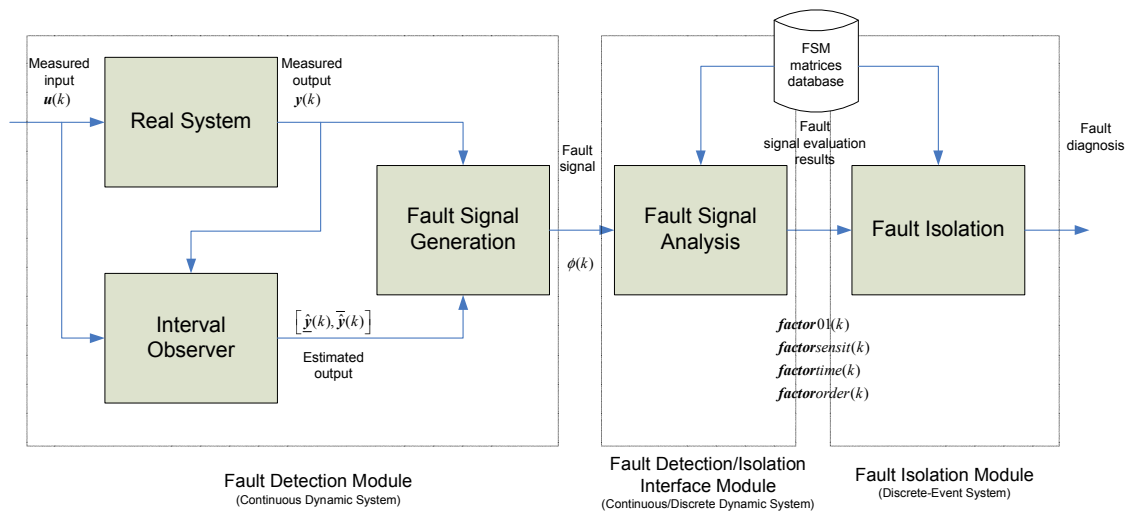 Measured
input
u(k)
Real System
Measured
output
y(k)
Interval
Observer
[ŷ(k), ŷ(k)]
Estimated
output
Fault Signal
Generation
Fault
signal
ϕ(k)
FSM
matrices
database
Fault Signal
Analysis
Fault
signal evaluation
results
Fault Isolation
Fault
diagnosis
factor01(k)
factorsensit(k)
factortime(k)
factororder(k)
Fault Detection Module
(Continuous Dynamic System)
Fault Detection/Isolation
Interface Module
(Continuous/Discrete Dynamic System)
Fault Isolation Module
(Discrete-Event System)